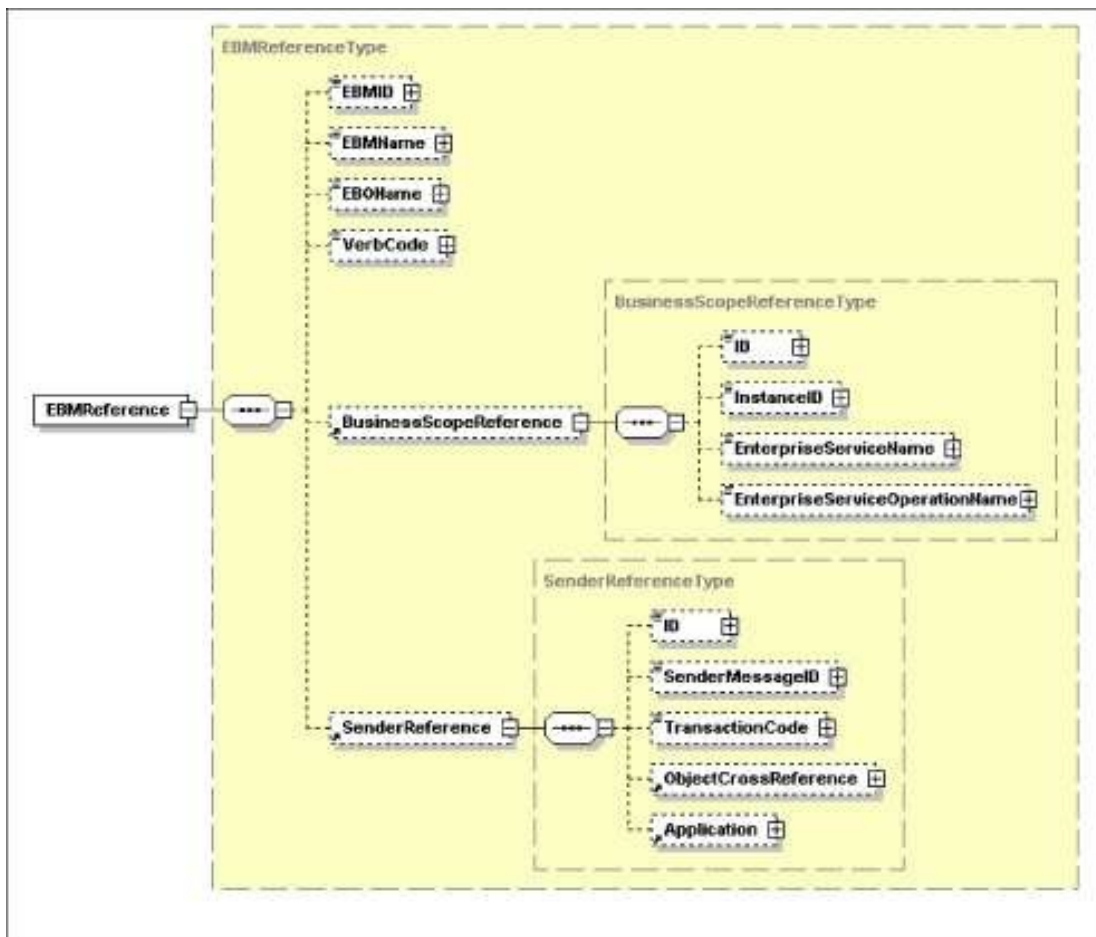 EBMReferenceType
EBMID
EBMName
EBOName
VerbCode
BusinessScopeReferenceType
ID
InstanceID
EBMReference
BusinessScopeReference
EnterpriseServiceName
EnterpriseServiceOperationName
SenderReferenceType
ID
SenderMessageID
SenderReference
TransactionCode
ObjectCrossReference
Application